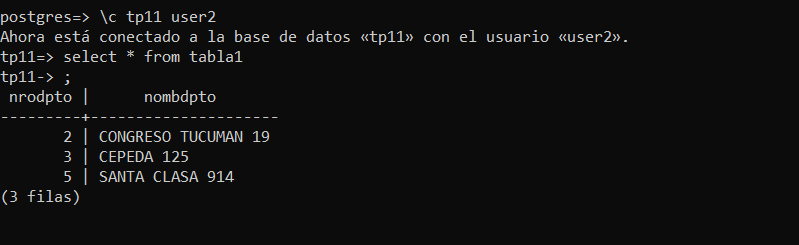 postgres=> \c tp11 user2
Ahora está conectado a la base de datos «tp11» con el usuario «user2».
tp11=> select * from tabla1
tp11-> ;
 nrodpto |      nombdpto
---------+---------------------
       2 | CONGRESO TUCUMAN 19
       3 | CEPEDA 125
       5 | SANTA CLASA 914
(3 filas)